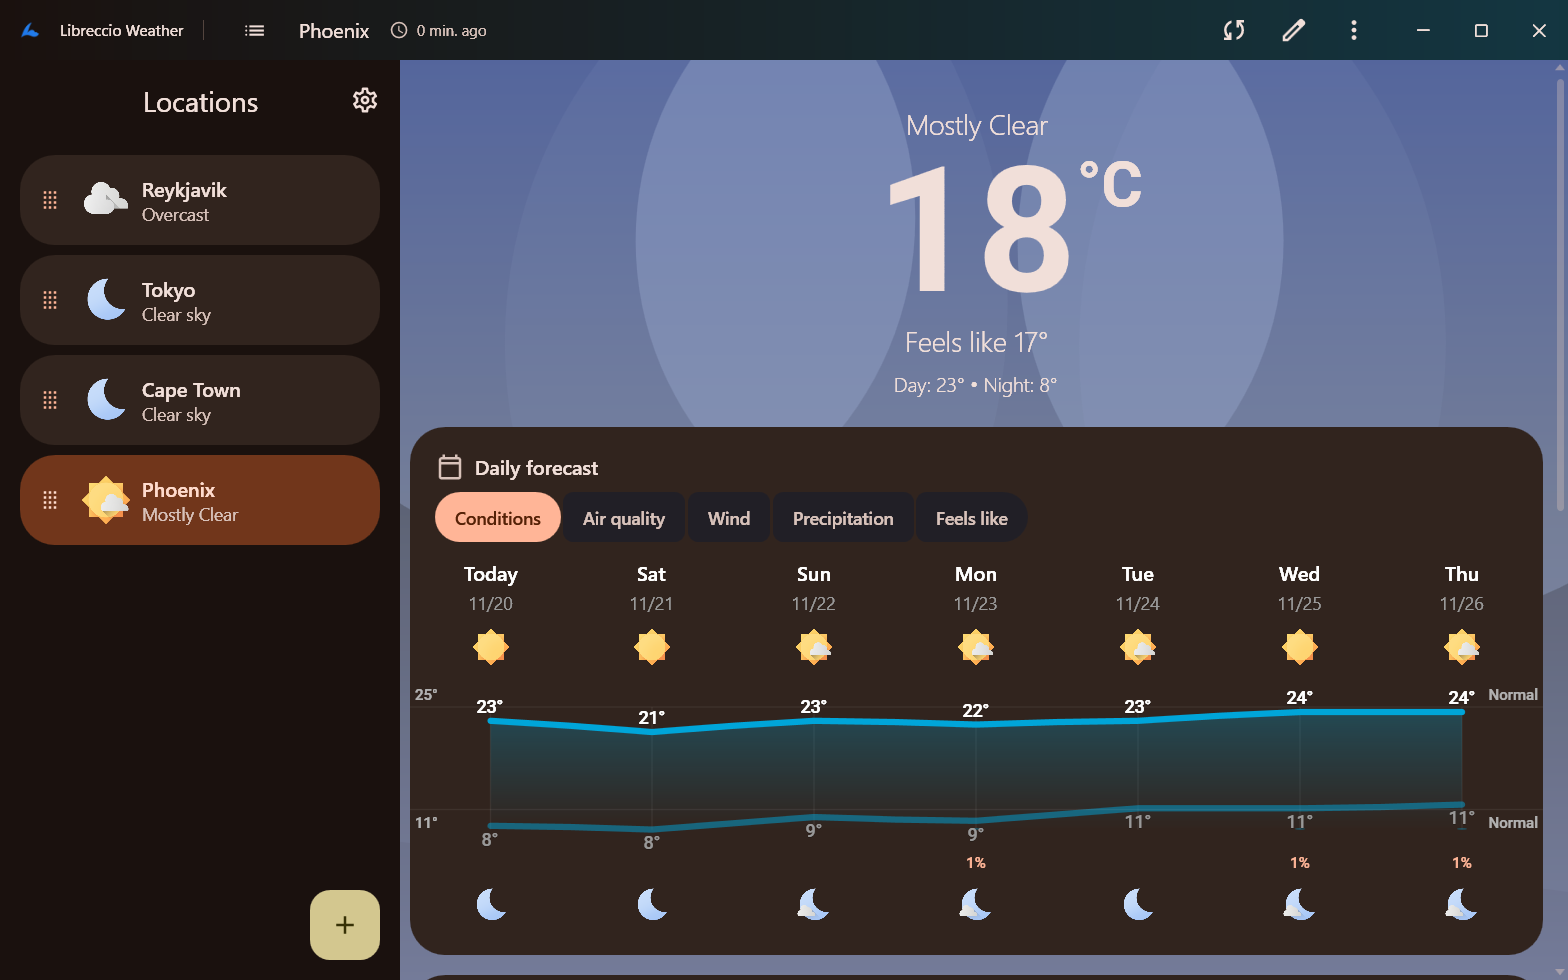 Libreccio Weather
Phoenix
0 min. ago
Locations
Reykjavik
Overcast
Tokyo
Clear sky
Cape Town
Clear sky
Phoenix
Mostly Clear
+
Mostly Clear
18°C
Feels like 17°
Day: 23° • Night: 8°
Daily forecast
Conditions Air quality Wind Precipitation Feels like
Today Sat Sun Mon Tue Wed Thu
11/20 11/21 11/22 11/23 11/24 11/25 11/26
25° Normal
23° 21° 23° 22° 23° 24° 24°
11° Normal
8° 8° 9° 9° 11° 11° 11°
1% 1% 1%